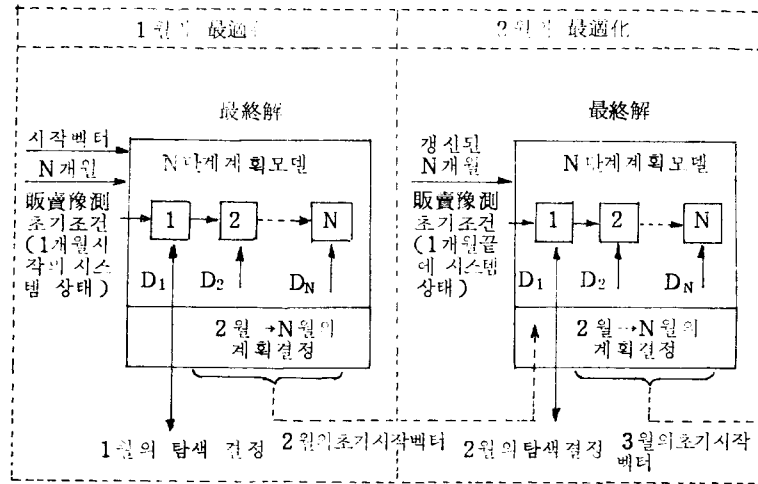 1월의 最適化
2월의 最適化
最終解
最終解
시작벡터
N개월
販賣像測
초기조건
(1개월시
작의 시스
템 상태)
N단계계획모델
1
2
N
D₁
D₂
D_N
2월→N월의
계획결정
1월의 탐색 결정
2월의초기시작벡터
갱신된
N개월
販賣像測
초기조건
(1개월끝
에 시스템
상태)
N단계계획모델
1
2
N
D₁
D₂
D_N
2월→N월의
계획결정
2월의탐색결정
3월의초기시작
벡터